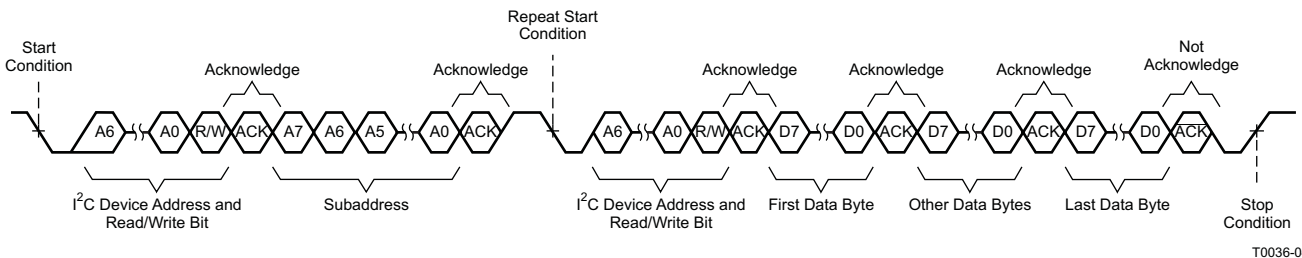 Repeat Start
Condition
Start
Condition
Not
Acknowledge
Acknowledge
Acknowledge
Acknowledge
Acknowledge
Acknowledge
A6 A0 R/W ACK A7 A6 A5 A0 ACK A6 A0 R/W ACK D7 D0 ACK D7 D0 ACK D7 D0 ACK
I²C Device Address and
Read/Write Bit
Subaddress
I²C Device Address and
Read/Write Bit
First Data Byte
Other Data Bytes
Last Data Byte
Stop
Condition
T0036-0